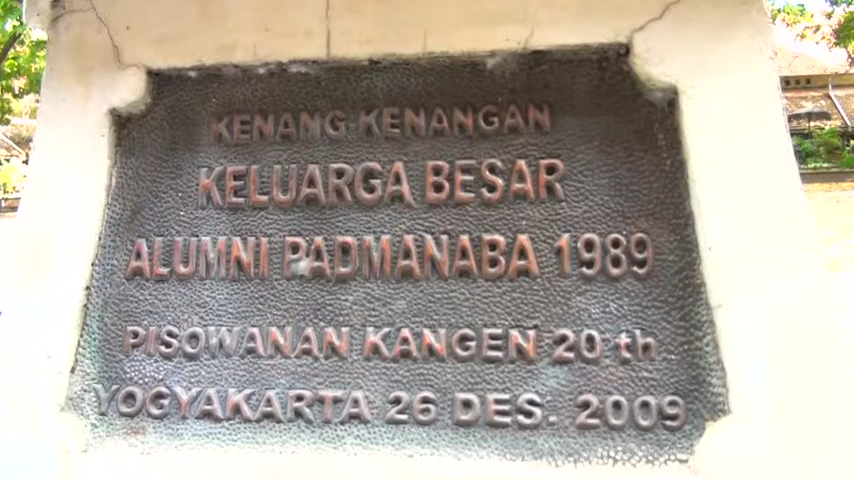 KENANG-KENANGAN
KELUARGA BESAR
ALUMNI PADMANABA 1989
PISOWANAN KANGEN 20 th
YOGYAKARTA 26 DES. 2009